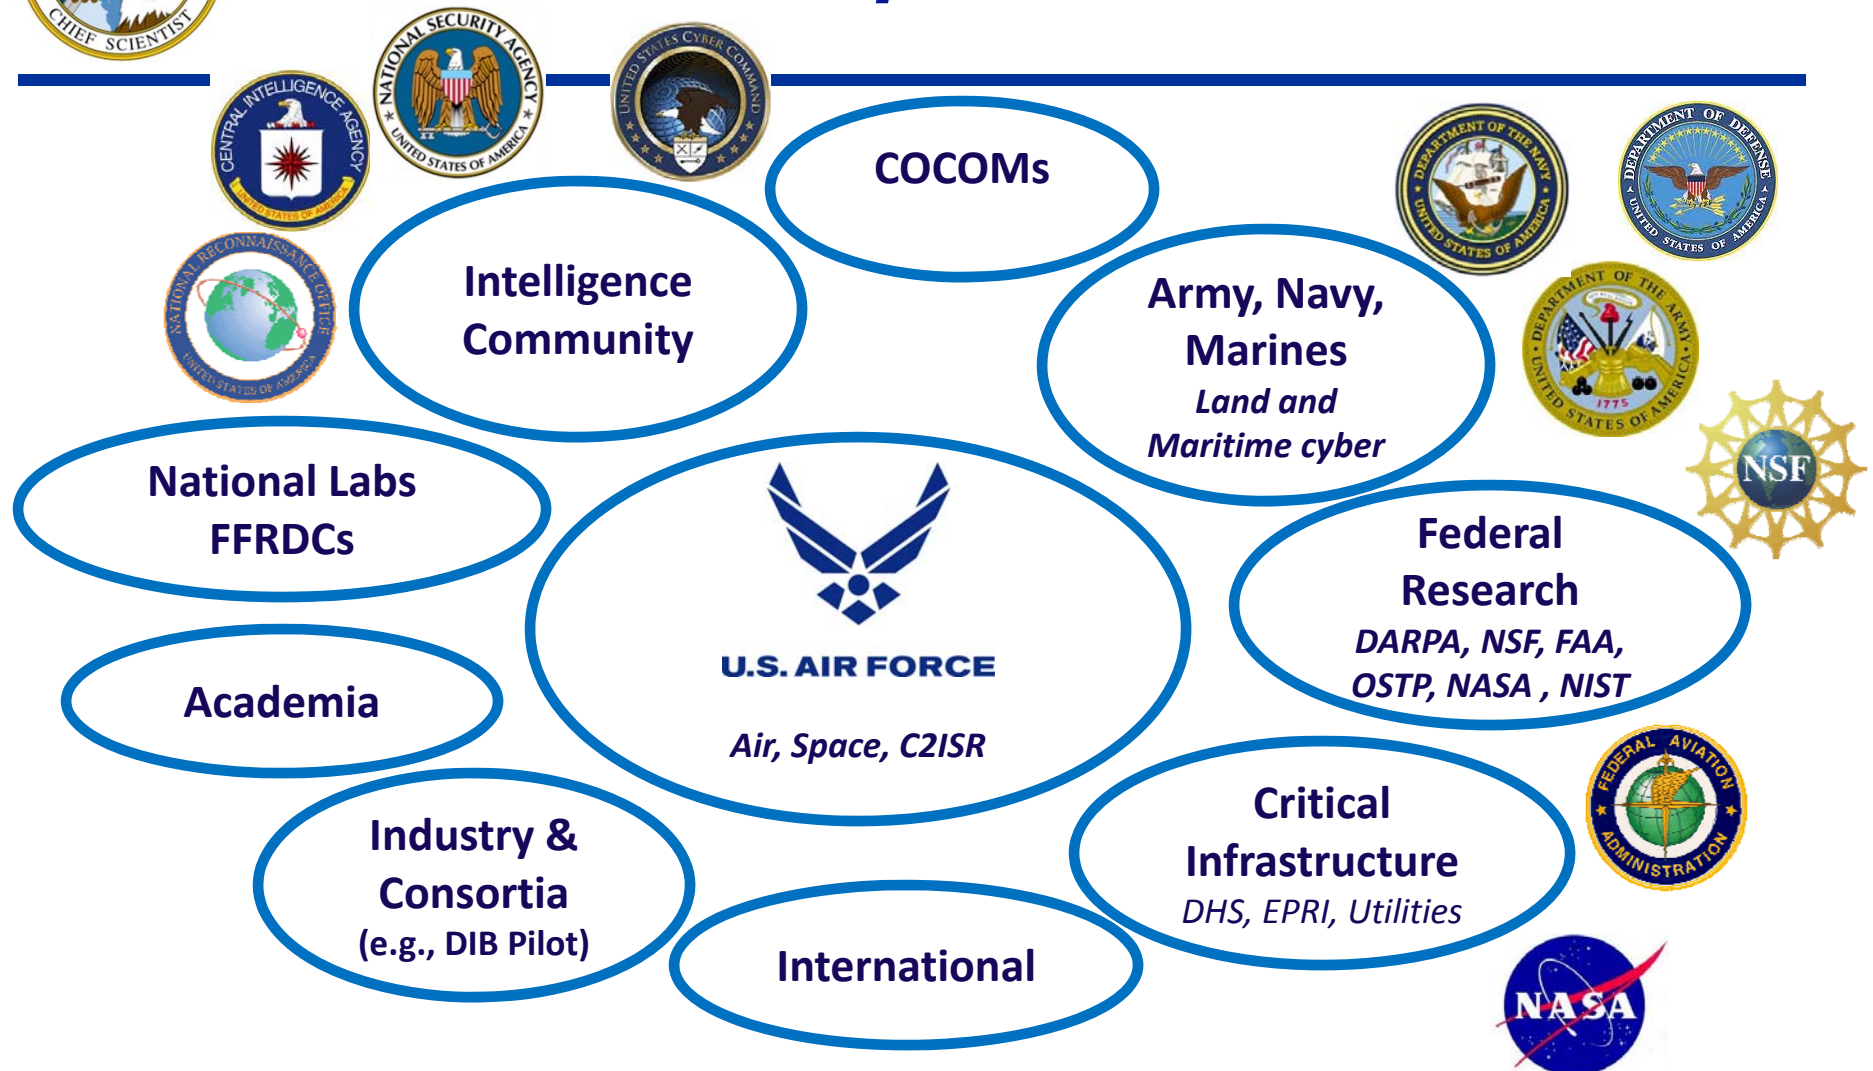 CHIEF SCIENTIST
NATIONAL SECURITY AGENCY
UNITED STATES OF AMERICA
UNITED STATES CYBER COMMAND
CENTRAL INTELLIGENCE AGENCY
UNITED STATES OF AMERICA
COCOMs
DEPARTMENT OF THE NAVY
UNITED STATES OF AMERICA
DEPARTMENT OF DEFENSE
UNITED STATES OF AMERICA
NATIONAL RECONNAISSANCE OFFICE
UNITED STATES OF AMERICA
Intelligence
Community
Army, Navy,
Marines
Land and
Maritime cyber
DEPARTMENT OF THE ARMY
1775
UNITED STATES OF AMERICA
NSF
National Labs
FFRDCs
U.S. AIR FORCE
Air, Space, C2ISR
Federal
Research
DARPA, NSF, FAA,
OSTP, NASA , NIST
Academia
Industry &
Consortia
(e.g., DIB Pilot)
International
Critical
Infrastructure
DHS, EPRI, Utilities
FEDERAL AVIATION
ADMINISTRATION
NASA